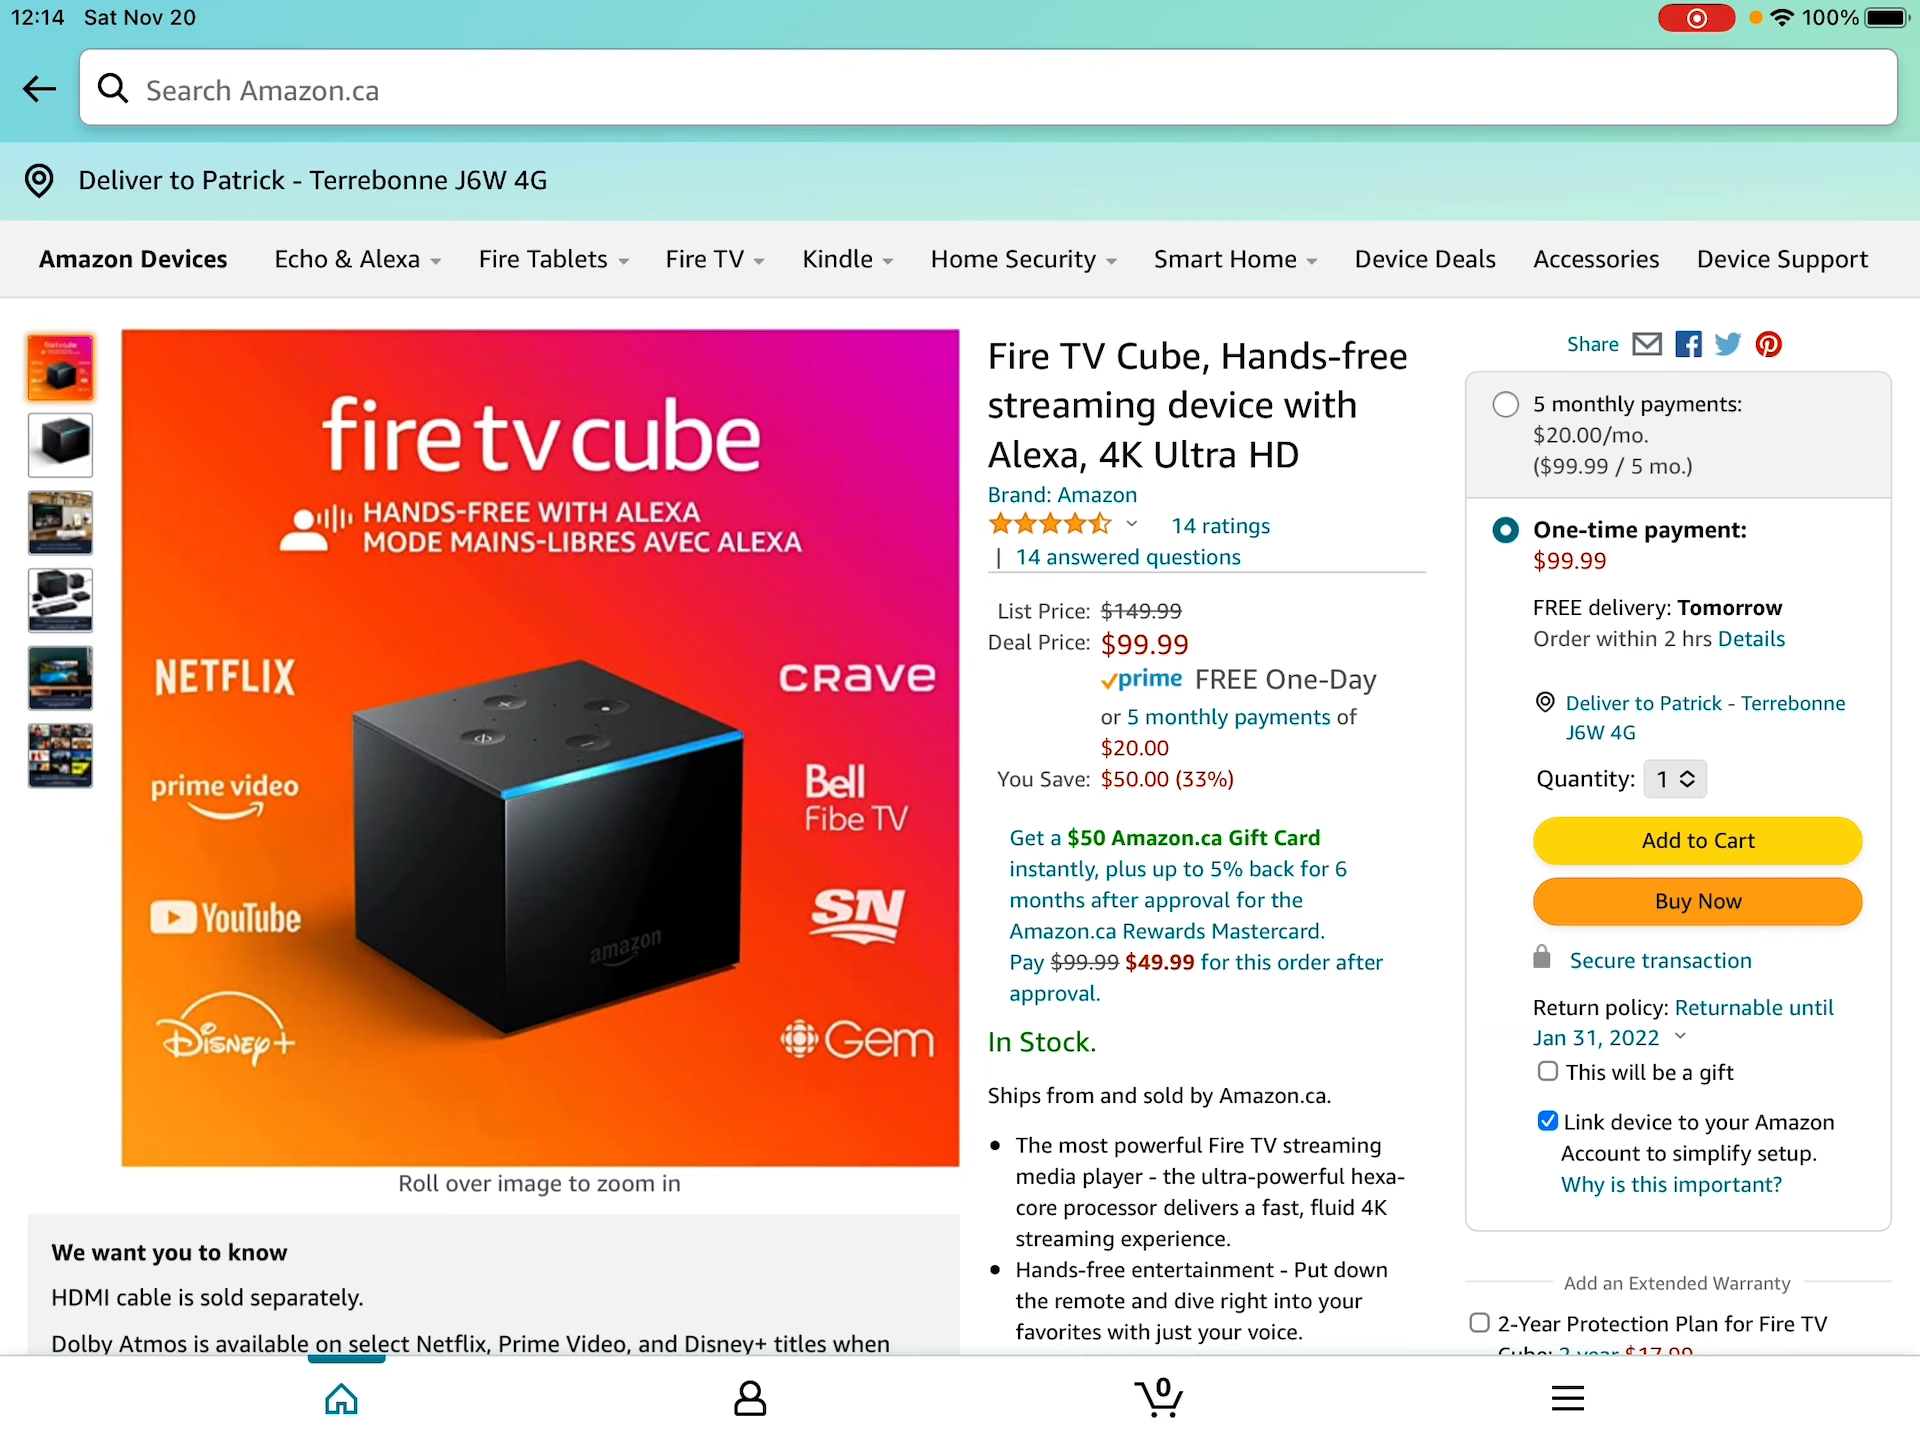 12:14 Sat Nov 20
100%
Search Amazon.ca
Deliver to Patrick - Terrebonne J6W 4G
Amazon Devices
Echo & Alexa
Fire Tablets
Fire TV
Kindle
Home Security
Smart Home
Device Deals
Accessories
Device Support
fire tv cube
HANDS-FREE WITH ALEXA
MODE MAINS-LIBRES AVEC ALEXA
NETFLIX
prime video
YouTube
Disney+
crave
Bell
Fibe TV
SN
Gem
amazon
Roll over image to zoom in
We want you to know
HDMI cable is sold separately.
Dolby Atmos is available on select Netflix, Prime Video, and Disney+ titles when
Fire TV Cube, Hands-free
streaming device with
Alexa, 4K Ultra HD
Brand: Amazon
14 ratings
| 14 answered questions
List Price: $149.99
Deal Price: $99.99
prime FREE One-Day
or 5 monthly payments of
$20.00
You Save: $50.00 (33%)
Get a $50 Amazon.ca Gift Card
instantly, plus up to 5% back for 6
months after approval for the
Amazon.ca Rewards Mastercard.
Pay $99.99 $49.99 for this order after
approval.
In Stock.
Ships from and sold by Amazon.ca.
• The most powerful Fire TV streaming
media player - the ultra-powerful hexa-
core processor delivers a fast, fluid 4K
streaming experience.
• Hands-free entertainment - Put down
the remote and dive right into your
favorites with just your voice.
Share
5 monthly payments:
$20.00/mo.
($99.99 / 5 mo.)
One-time payment:
$99.99
FREE delivery: Tomorrow
Order within 2 hrs Details
Deliver to Patrick - Terrebonne
J6W 4G
Quantity: 1
Add to Cart
Buy Now
Secure transaction
Return policy: Returnable until
Jan 31, 2022
This will be a gift
Link device to your Amazon
Account to simplify setup.
Why is this important?
Add an Extended Warranty
2-Year Protection Plan for Fire TV
Cube: 2 year $17.99
0